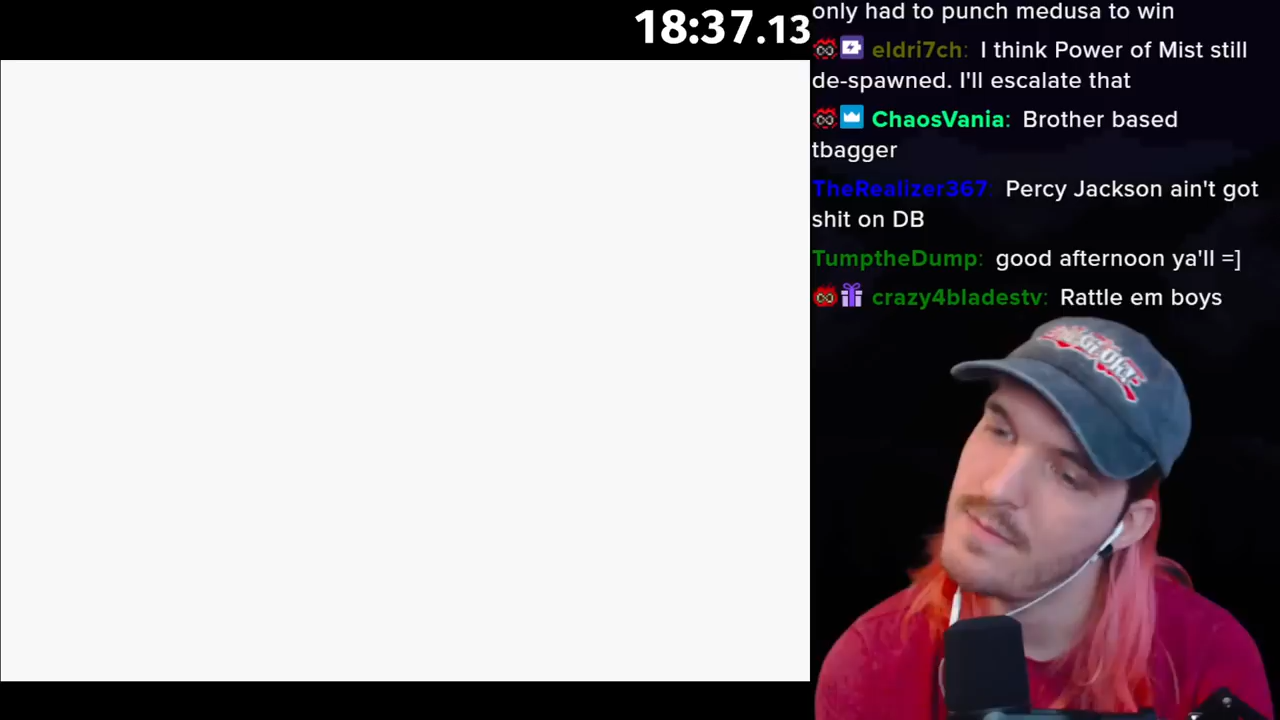 18:37.13
only had to punch medusa to win
eldri7ch: I think Power of Mist still
de-spawned. I'll escalate that
ChaosVania: Brother based
tbagger
TheRealizer367: Percy Jackson ain't got
shit on DB
TumptheDump: good afternoon ya'll =]
crazy4bladestv: Rattle em boys